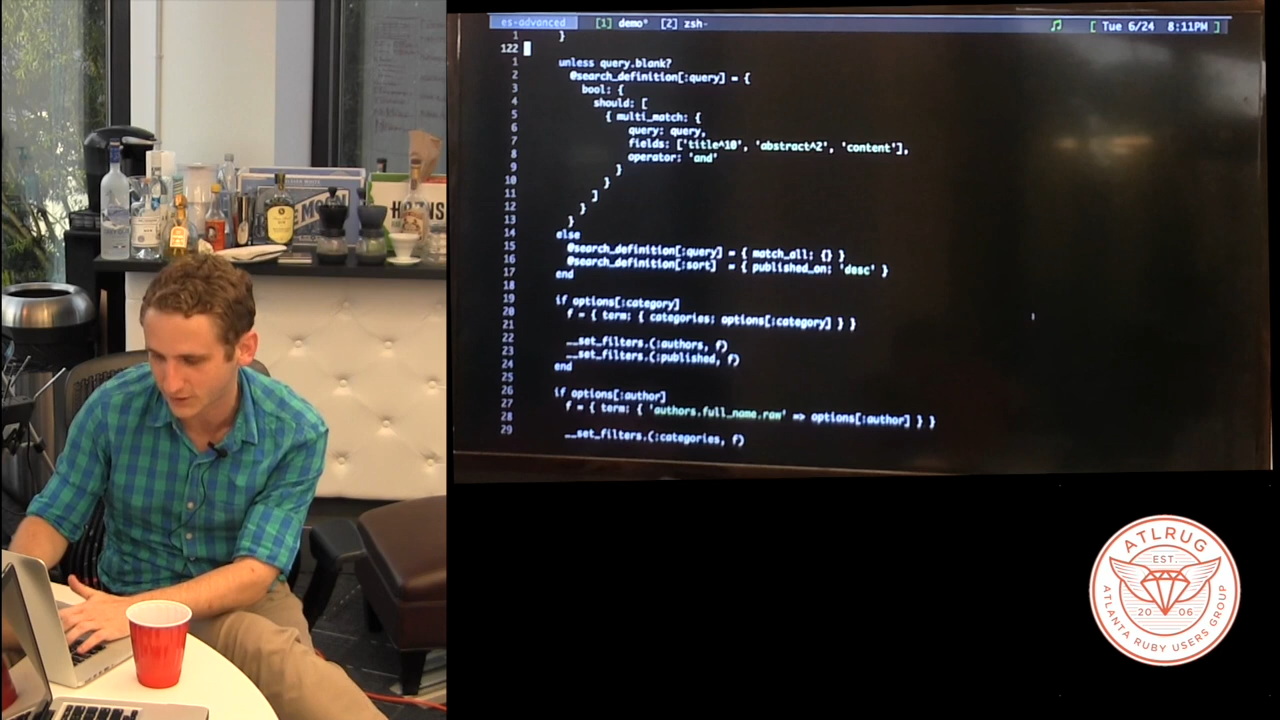 es-advanced [1] demo* [2] zsh- [ Tue 6/24 8:11PM ]
1 }
122
1 unless query.blank?
2 @search_definition[:query] = {
3 bool: {
4 should: [
5 { multi_match: {
6 query: query,
7 fields: ['title^10', 'abstract^2', 'content'],
8 operator: 'and'
9 }
10 }
11 ]
12 }
13 }
14 else
15 @search_definition[:query] = { match_all: {} }
16 @search_definition[:sort] = { published_on: 'desc' }
17 end
18
19 if options[:category]
20 f = { term: { categories: options[:category] } }
21
22 __set_filters.(:authors, f)
23 __set_filters.(:published, f)
24 end
25
26 if options[:author]
27 f = { term: { 'authors.full_name.raw' => options[:author] } }
28
29 __set_filters.(:categories, f)
ATLRUG
EST.
20 06
ATLANTA RUBY USERS GROUP